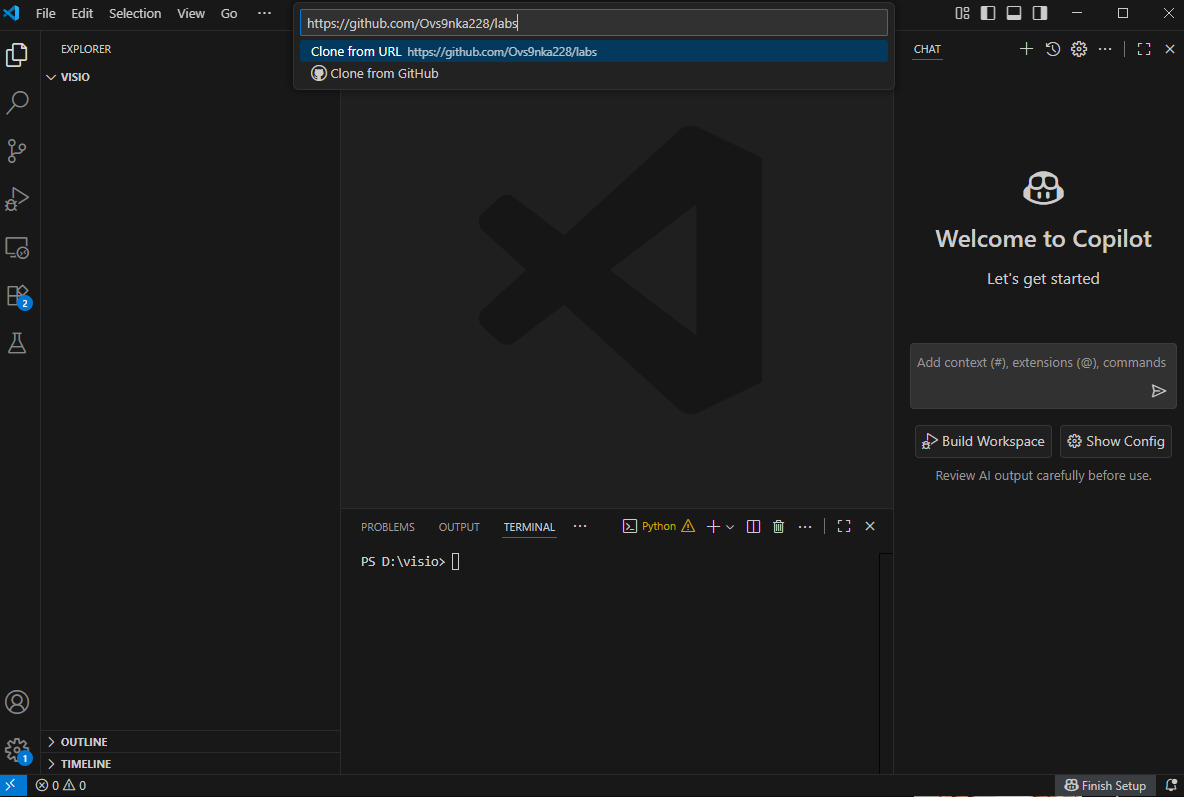 File Edit Selection View Go ···
https://github.com/Ovs9nka228/labs
Clone from URL https://github.com/Ovs9nka228/labs
Clone from GitHub
EXPLORER
VISIO
2
OUTLINE
TIMELINE
1
CHAT
Welcome to Copilot
Let's get started
Add context (#), extensions (@), commands
Build Workspace Show Config
Review AI output carefully before use.
PROBLEMS OUTPUT TERMINAL ··· Python
PS D:\visio>
0 0
Finish Setup